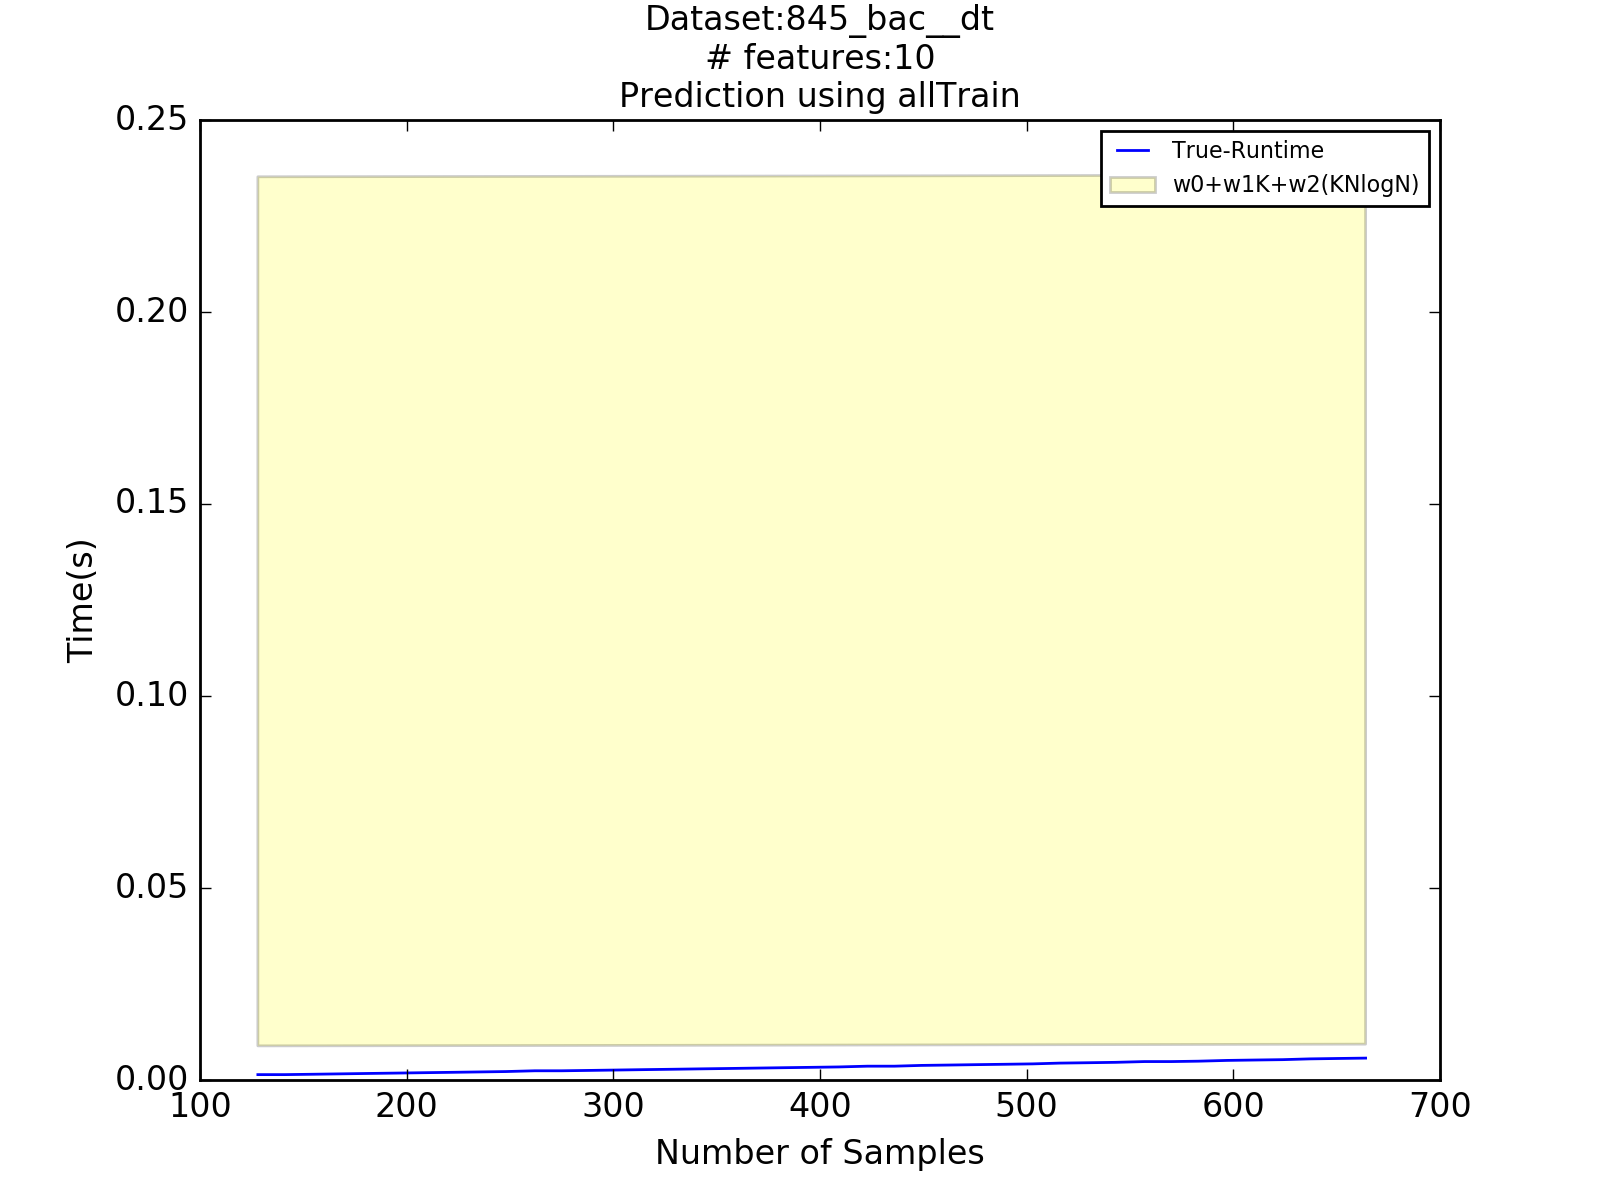 Dataset:845_bac__dt
# features:10
Prediction using allTrain
True-Runtime
w0+w1K+w2(KNlogN)
0.25
0.20
0.15
0.10
0.05
0.00
Time(s)
100 200 300 400 500 600 700
Number of Samples